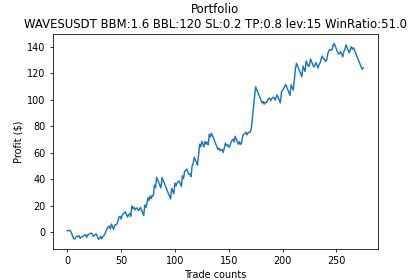 Portfolio
WAVESUSDT BBM:1.6 BBL:120 SL:0.2 TP:0.8 lev:15 WinRatio:51.0
140
120
100
80
60
40
20
0
Profit ($)
0 50 100 150 200 250
Trade counts